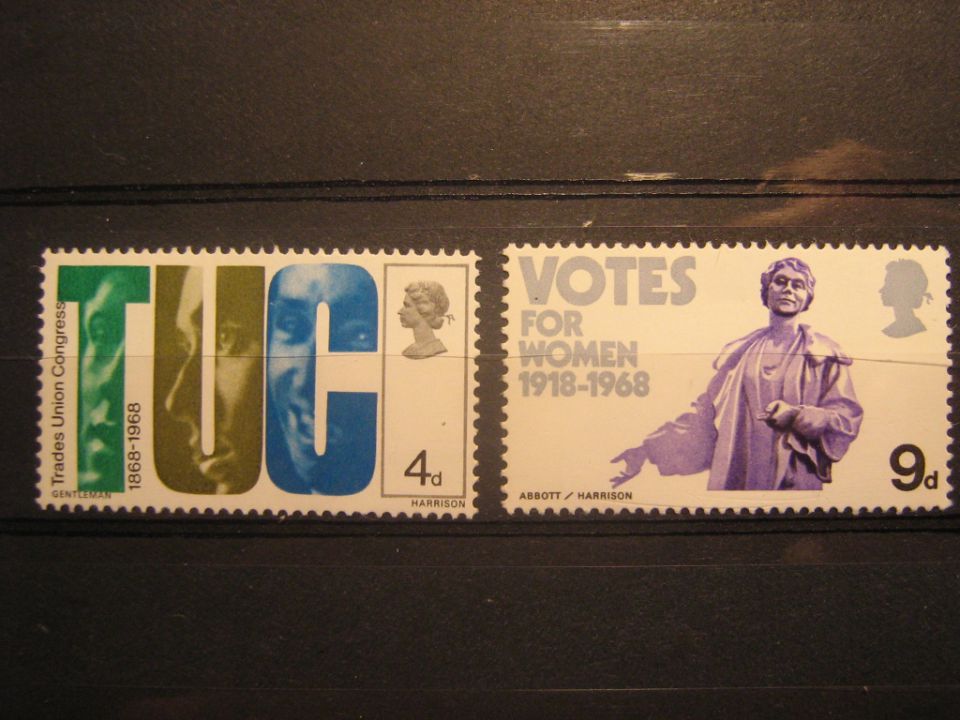 TUC
Trades Union Congress
1868-1968
4d
GENTLEMAN
HARRISON
VOTES
FOR
WOMEN
1918-1968
9d
ABBOTT / HARRISON